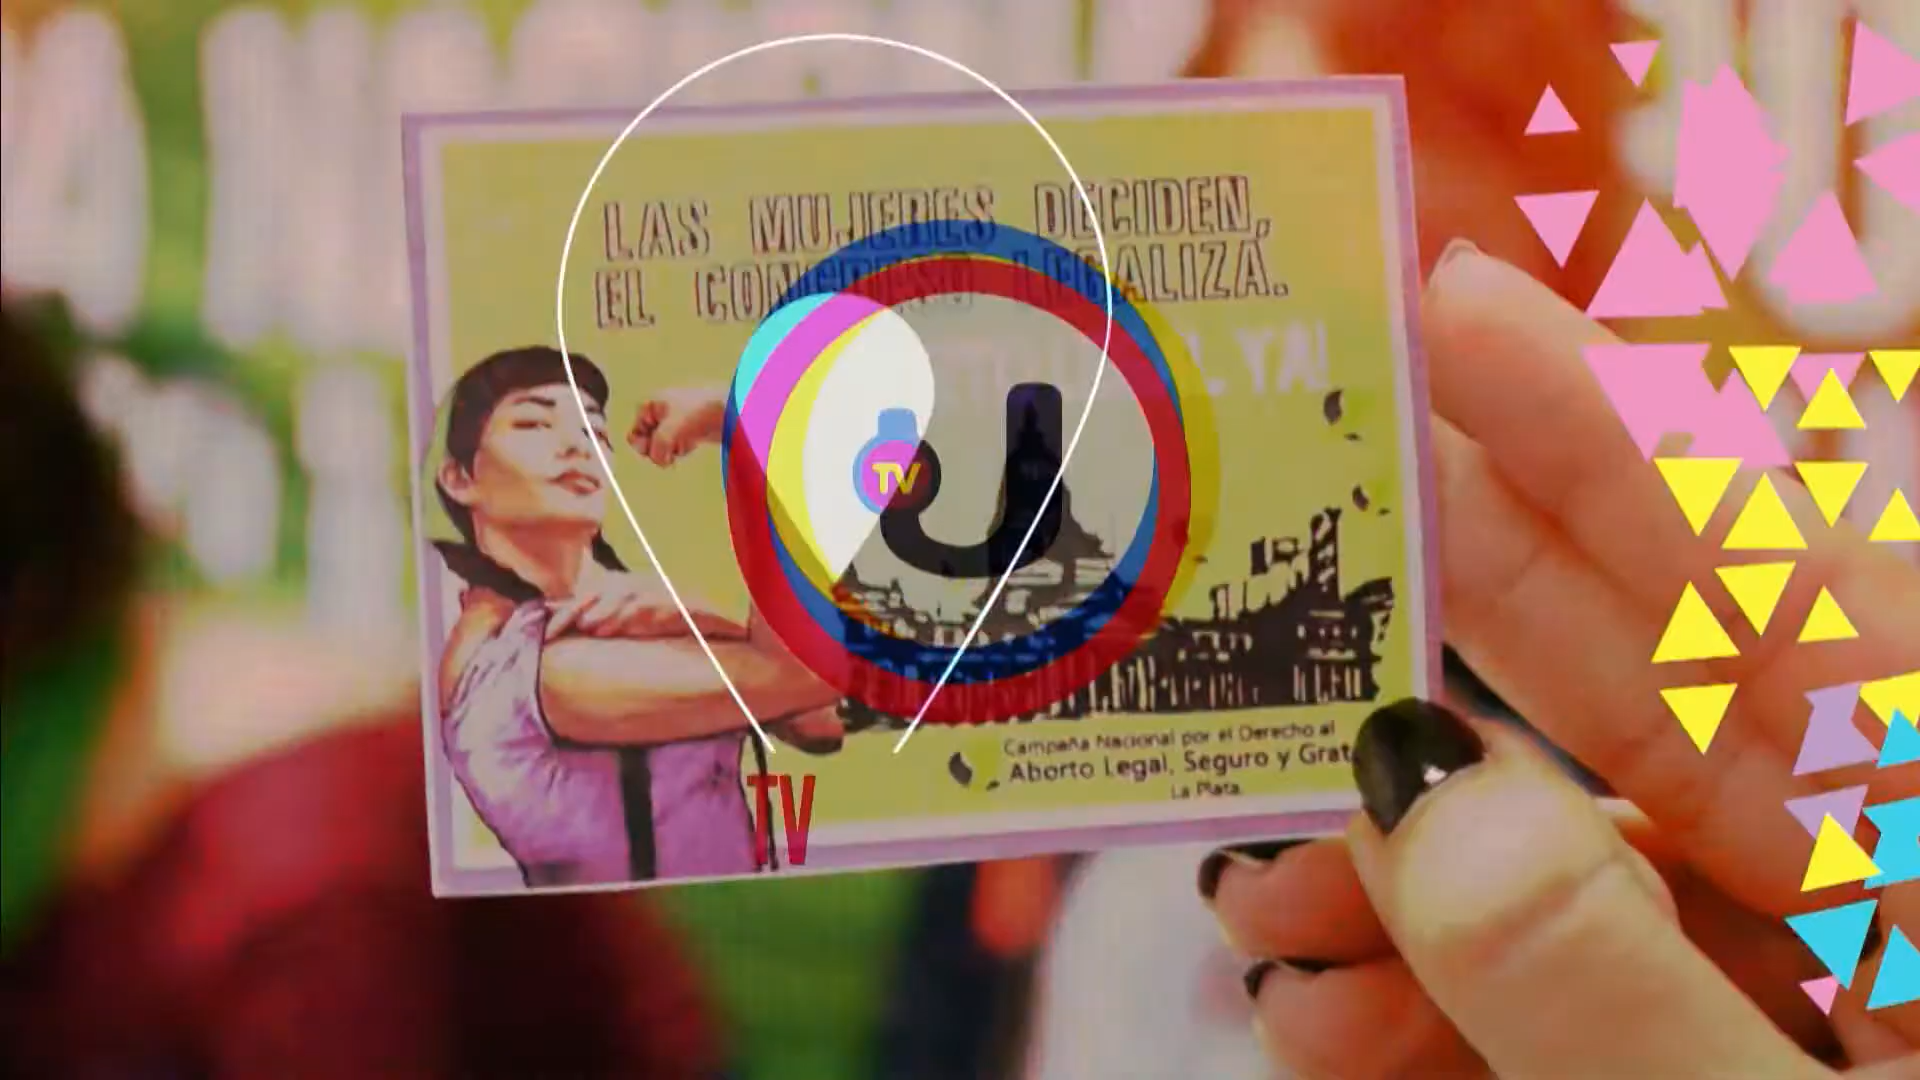 LAS MUJERES DECIDEN,
EL CONGRESO LEGALIZA.
L YA!
TV
Campaña Nacional por el Derecho al
Aborto Legal, Seguro y Grat
La Plata.
TV